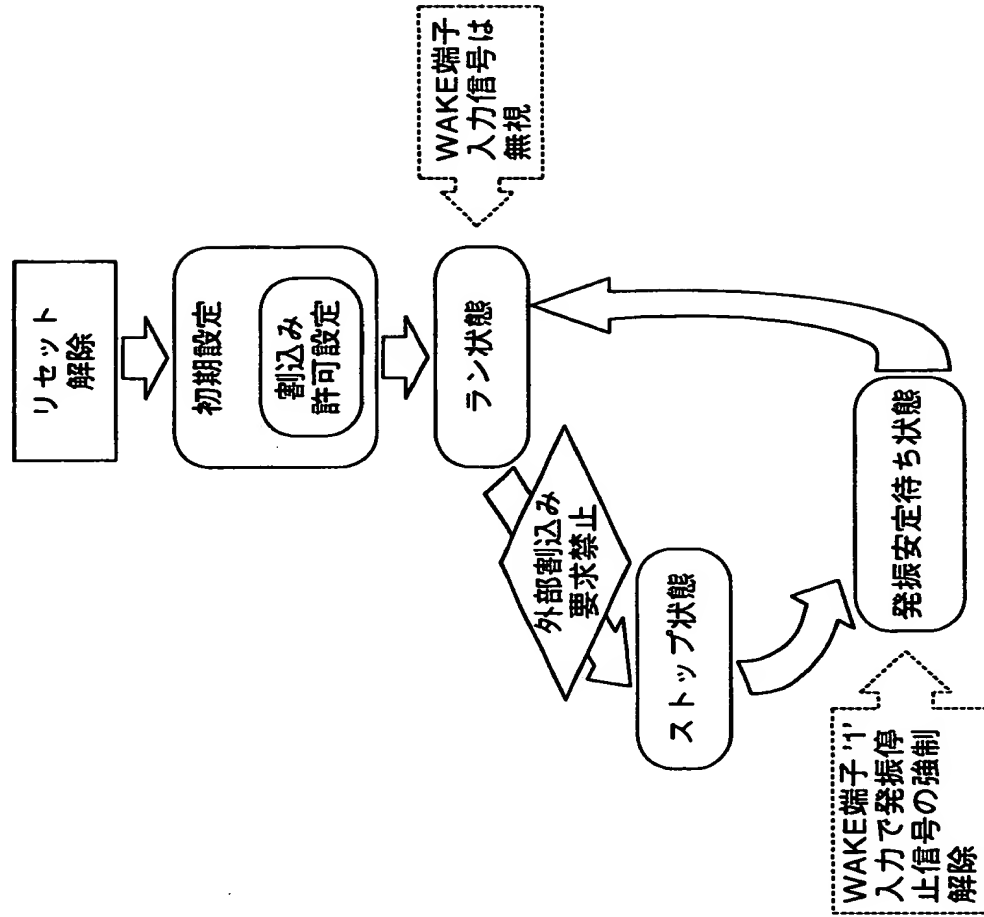 リセット
解除
初期設定
割込み
許可設定
ラン状態
WAKE端子
入力信号は
無視
外部割込み
要求禁止
ストップ状態
発振安定待ち状態
WAKE端子 '1'
入力で発振停
止信号の強制
解除